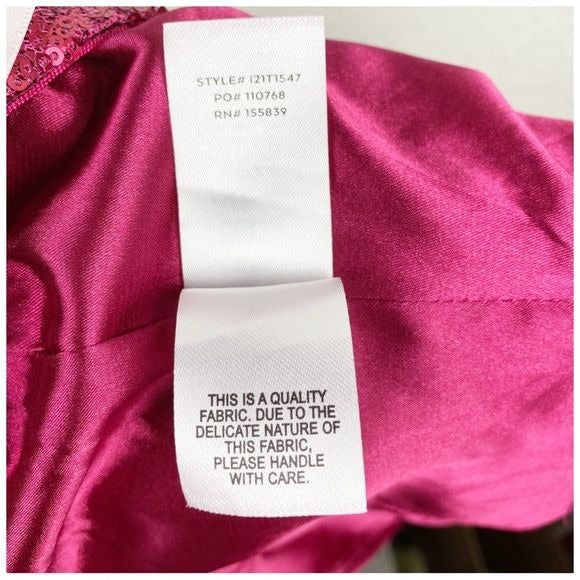 STYLE# I21T1547
PO# 110768
RN# 155839
THIS IS A QUALITY
FABRIC. DUE TO THE
DELICATE NATURE OF
THIS FABRIC,
PLEASE HANDLE
WITH CARE.